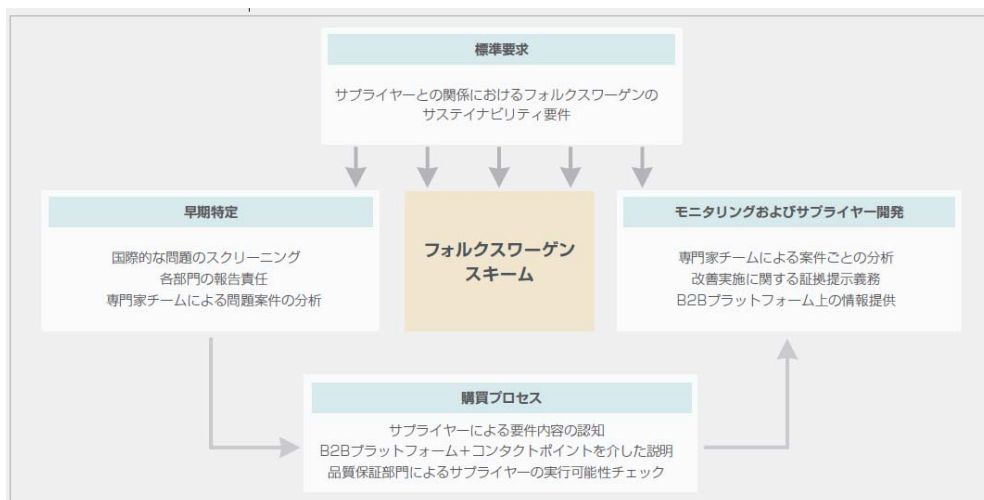 標準要求
サプライヤーとの関係におけるフォルクスワーゲンの
サステイナビリティ要件
早期特定
国際的な問題のスクリーニング
各部門の報告責任
専門家チームによる問題案件の分析
フォルクスワーゲン
スキーム
モニタリングおよびサプライヤー開発
専門家チームによる案件ごとの分析
改善実施に関する証拠提示義務
B2Bプラットフォーム上の情報提供
購買プロセス
サプライヤーによる要件内容の認知
B2Bプラットフォーム＋コンタクトポイントを介した説明
品質保証部門によるサプライヤーの実行可能性チェック